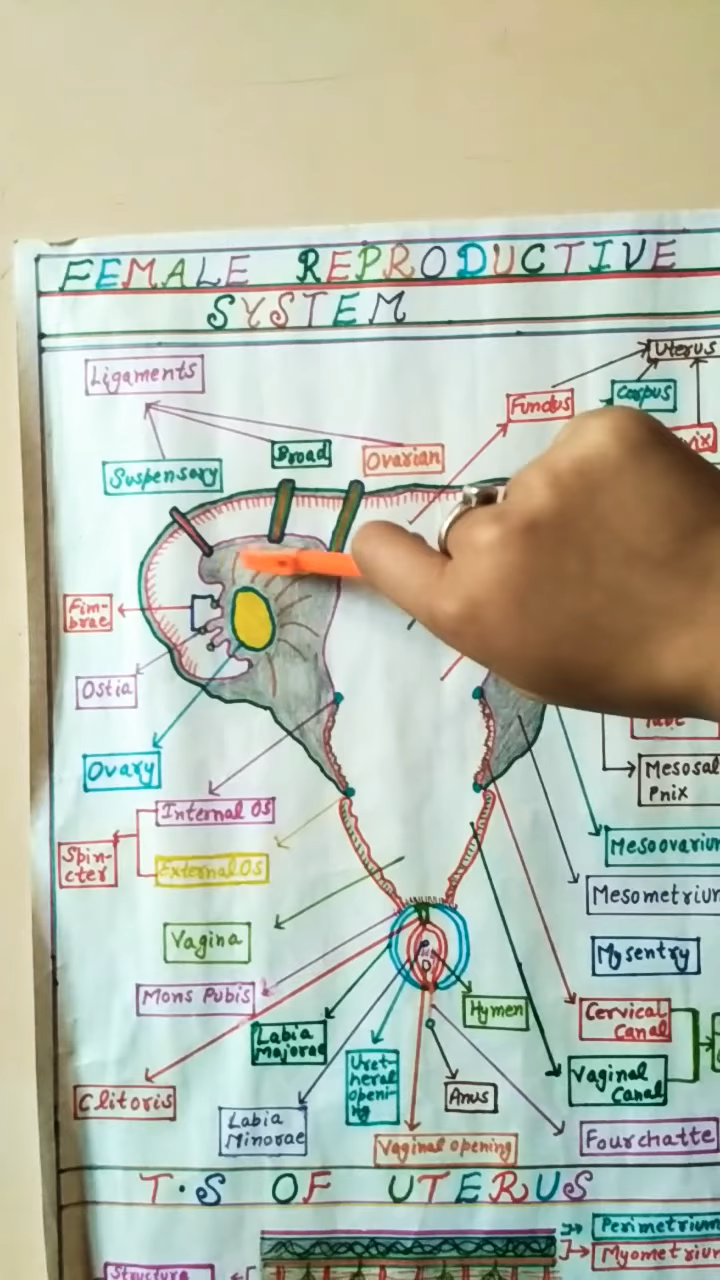 FEMALE REPRODUCTIVE
SYSTEM
Ligaments
Uterus
Corpus
Fundus
Broad
Ovarian
Suspensory
Fim-
brae
Ostia
Ovary
Mesosal
Pnix
Internal OS
Spin-
cter
External OS
Mesoovarium
Mesometrium
Vagina
Mysentry
Mons Pubis
Hymen
Cervical
Canal
Labia
Majorae
Uret-
heral
openi-
ng
Vaginal
Canal
Clitoris
Anus
Labia
Minorae
Vaginal opening
Fourchatte
T.S OF UTERUS
Perimetrium
Myometrium